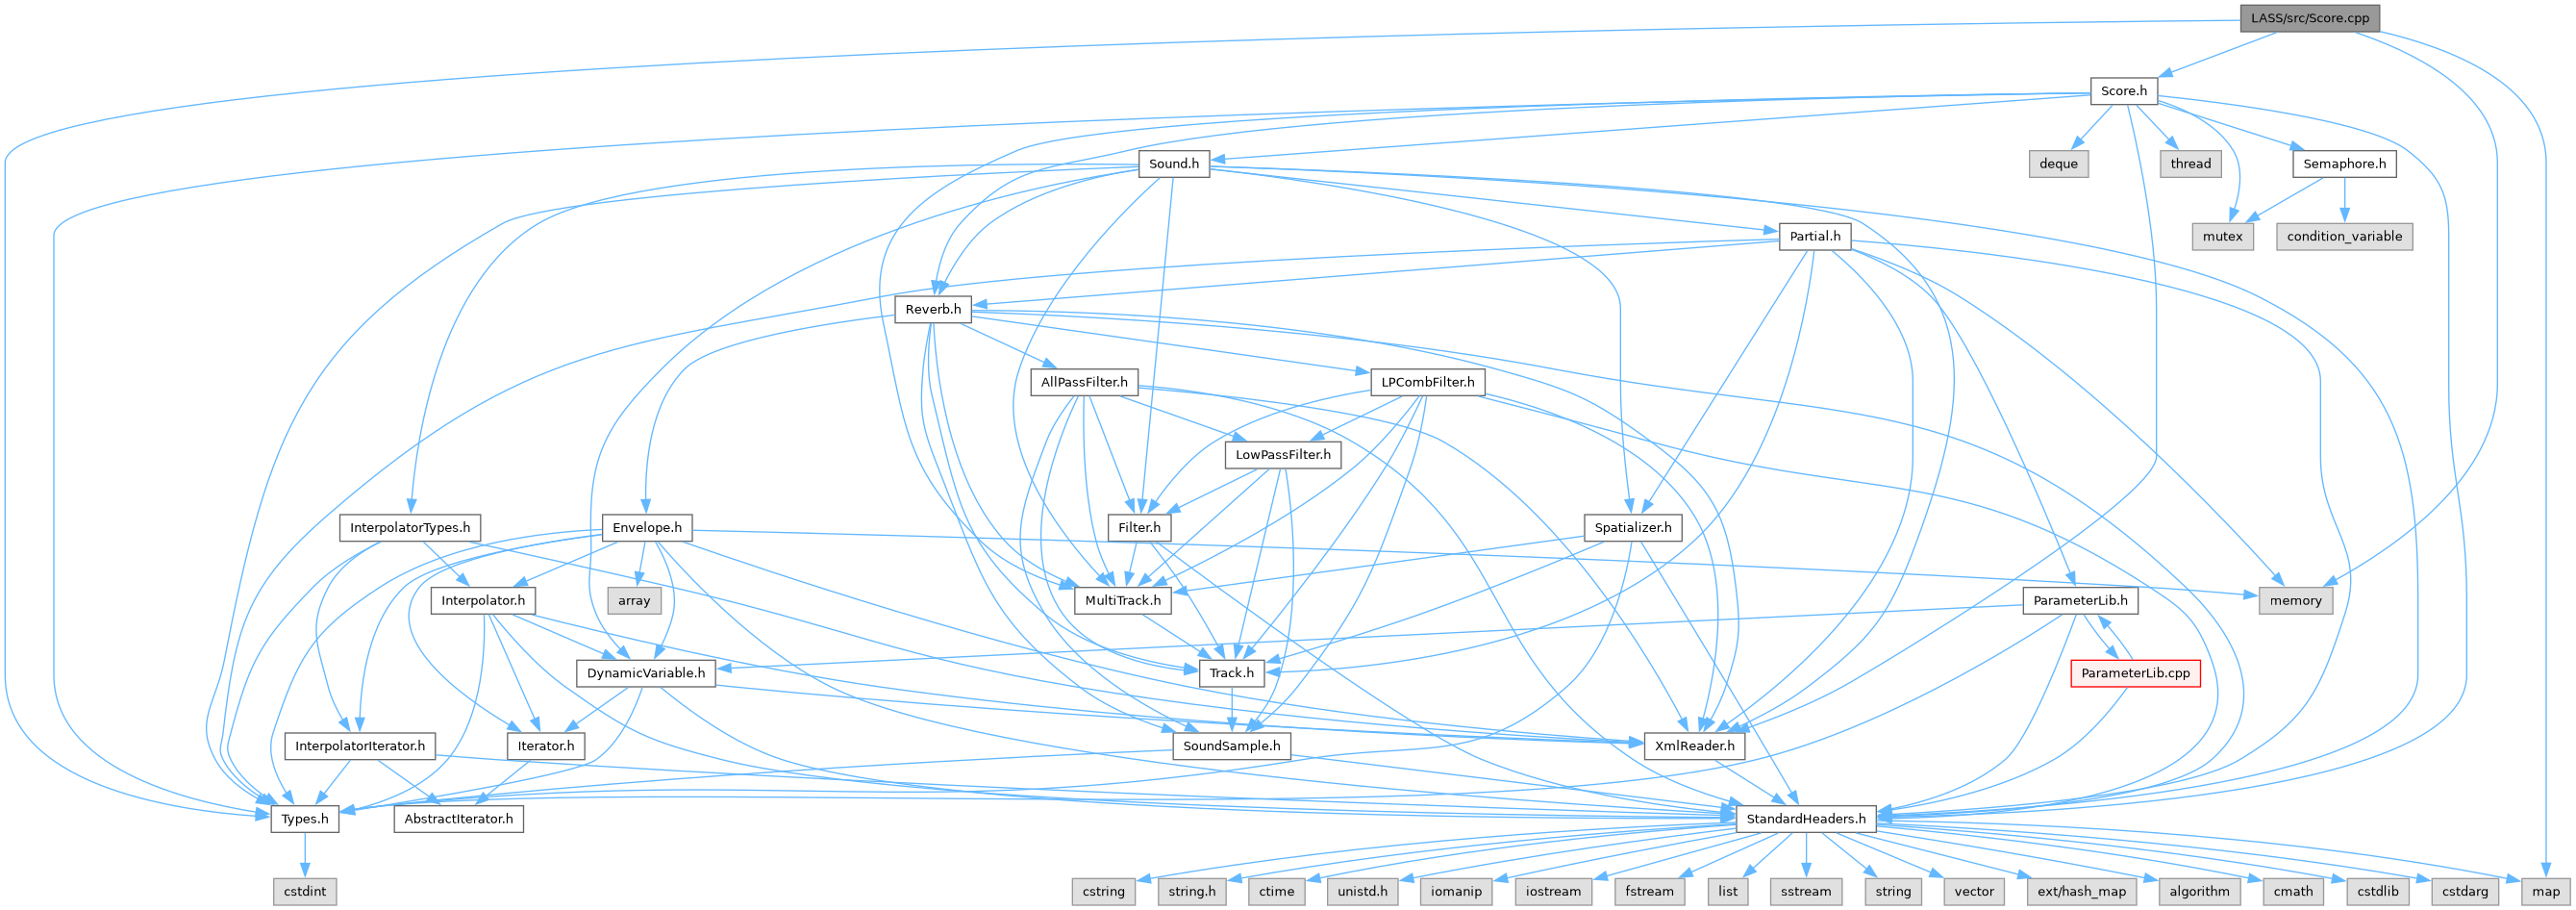 LASS/src/Score.cpp
Score.h
Sound.h
deque
thread
Semaphore.h
Partial.h
mutex
condition_variable
Reverb.h
AllPassFilter.h
LPCombFilter.h
LowPassFilter.h
InterpolatorTypes.h
Envelope.h
Filter.h
Spatializer.h
Interpolator.h
array
MultiTrack.h
ParameterLib.h
memory
DynamicVariable.h
Track.h
ParameterLib.cpp
InterpolatorIterator.h
Iterator.h
SoundSample.h
XmlReader.h
Types.h
AbstractIterator.h
StandardHeaders.h
cstdint
cstring
string.h
ctime
unistd.h
iomanip
iostream
fstream
list
sstream
string
vector
ext/hash_map
algorithm
cmath
cstdlib
cstdarg
map